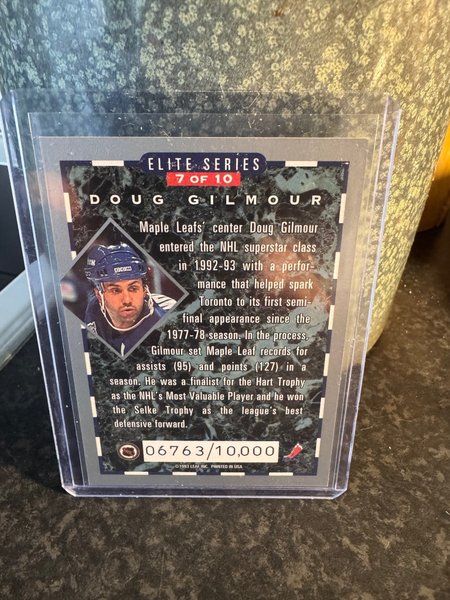 ELITE SERIES
7 OF 10
DOUG GILMOUR
Maple Leafs' center Doug Gilmour
entered the NHL superstar class
in 1992-93 with a perfor-
mance that helped spark
Toronto to its first semi-
final appearance since the
1977-78 season. In the process,
Gilmour set Maple Leaf records for
assists (95) and points (127) in a
season. He was a finalist for the Hart Trophy
as the NHL's Most Valuable Player and he won
the Selke Trophy as the league's best
defensive forward.
06763/10,000
©1993 LEAF, INC. PRINTED IN USA